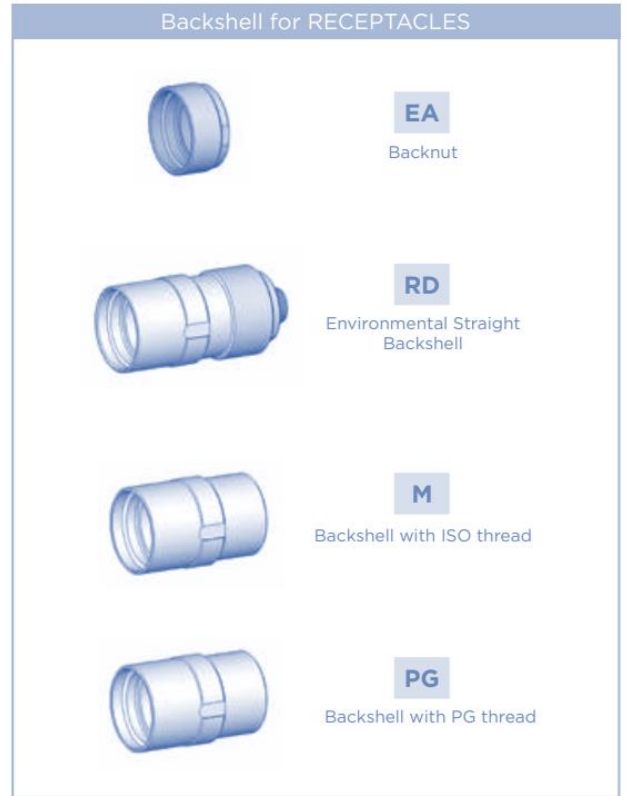 Backshell for RECEPTACLES
EA
Backnut
RD
Environmental Straight
Backshell
M
Backshell with ISO thread
PG
Backshell with PG thread